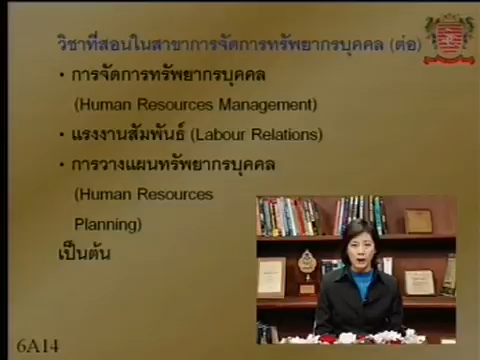 วิชาที่สอนในสาขาการจัดการทรัพยากรบุคคล (ต่อ)
• การจัดการทรัพยากรบุคคล
(Human Resources Management)
• แรงงานสัมพันธ์ (Labour Relations)
• การวางแผนทรัพยากรบุคคล
(Human Resources
Planning)
เป็นต้น
6A14